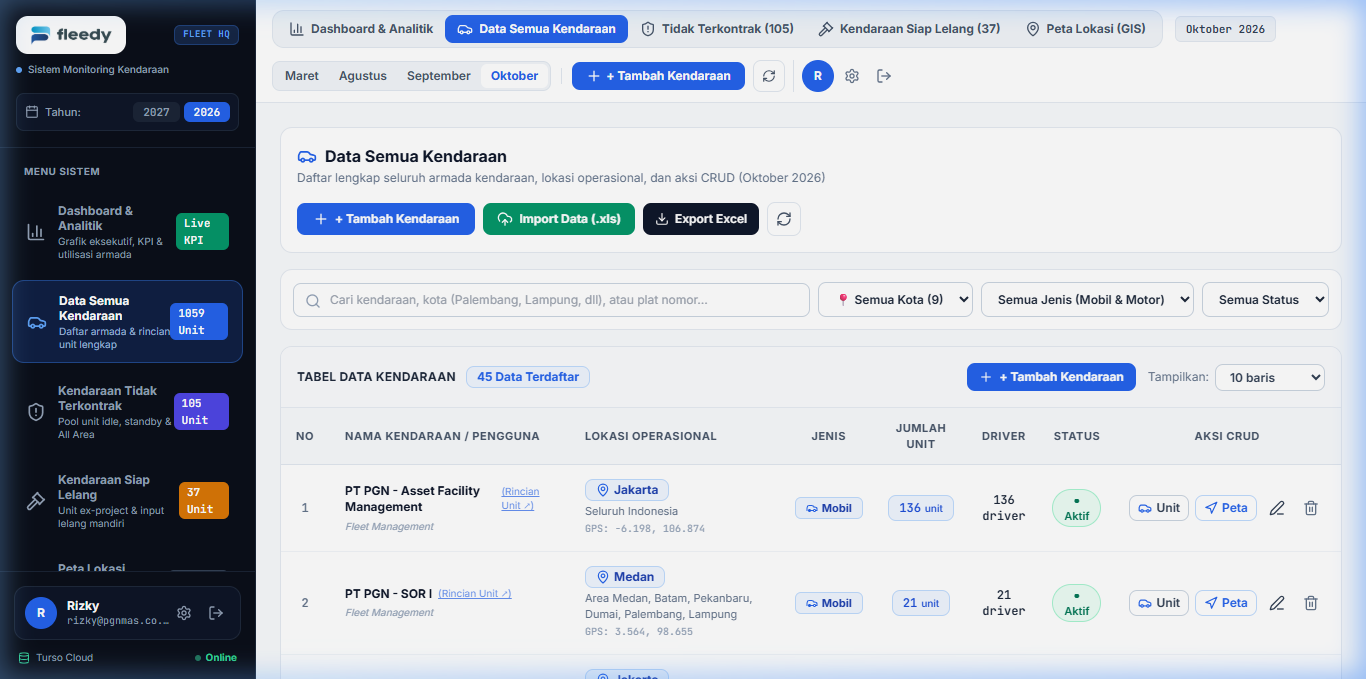 fleedy
FLEET HQ
Sistem Monitoring Kendaraan
Tahun:
2027
2026
MENU SISTEM
Dashboard &
Analitik
Grafik eksekutif, KPI &
utilisasi armada
Live
KPI
Data Semua
Kendaraan
Daftar armada & rincian
unit lengkap
1059
Unit
Kendaraan Tidak
Terkontrak
Pool unit idle, standby &
All Area
105
Unit
Kendaraan Siap
Lelang
Unit ex-project & input
lelang mandiri
37
Unit
Peta Lokasi
R
Rizky
rizky@pgnmas.co.…
Turso Cloud
Online
Dashboard & Analitik
Data Semua Kendaraan
Tidak Terkontrak (105)
Kendaraan Siap Lelang (37)
Peta Lokasi (GIS)
Oktober 2026
Maret
Agustus
September
Oktober
+ + Tambah Kendaraan
R
Data Semua Kendaraan
Daftar lengkap seluruh armada kendaraan, lokasi operasional, dan aksi CRUD (Oktober 2026)
+ + Tambah Kendaraan
Import Data (.xls)
Export Excel
Cari kendaraan, kota (Palembang, Lampung, dll), atau plat nomor...
Semua Kota (9)
Semua Jenis (Mobil & Motor)
Semua Status
TABEL DATA KENDARAAN
45 Data Terdaftar
+ + Tambah Kendaraan
Tampilkan:
10 baris
NO
NAMA KENDARAAN / PENGGUNA
LOKASI OPERASIONAL
JENIS
JUMLAH
UNIT
DRIVER
STATUS
AKSI CRUD
1
PT PGN - Asset Facility
Management
(Rincian
Unit ↗)
Fleet Management
Jakarta
Seluruh Indonesia
GPS: -6.198, 106.874
Mobil
136 unit
136
driver
Aktif
Unit
Peta
2
PT PGN - SOR I (Rincian Unit ↗)
Fleet Management
Medan
Area Medan, Batam, Pekanbaru,
Dumai, Palembang, Lampung
GPS: 3.564, 98.655
Mobil
21 unit
21
driver
Aktif
Unit
Peta
Jakarta